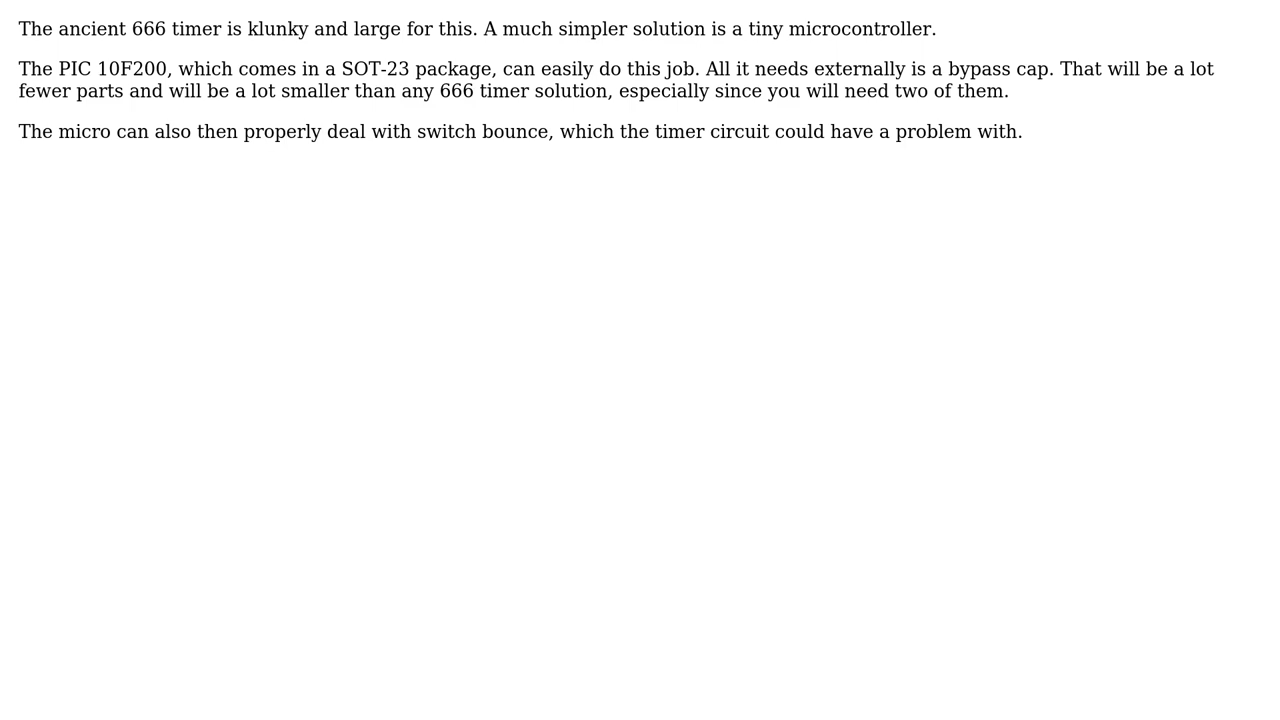 The ancient 666 timer is klunky and large for this. A much simpler solution is a tiny microcontroller.
The PIC 10F200, which comes in a SOT-23 package, can easily do this job. All it needs externally is a bypass cap. That will be a lot
fewer parts and will be a lot smaller than any 666 timer solution, especially since you will need two of them.
The micro can also then properly deal with switch bounce, which the timer circuit could have a problem with.